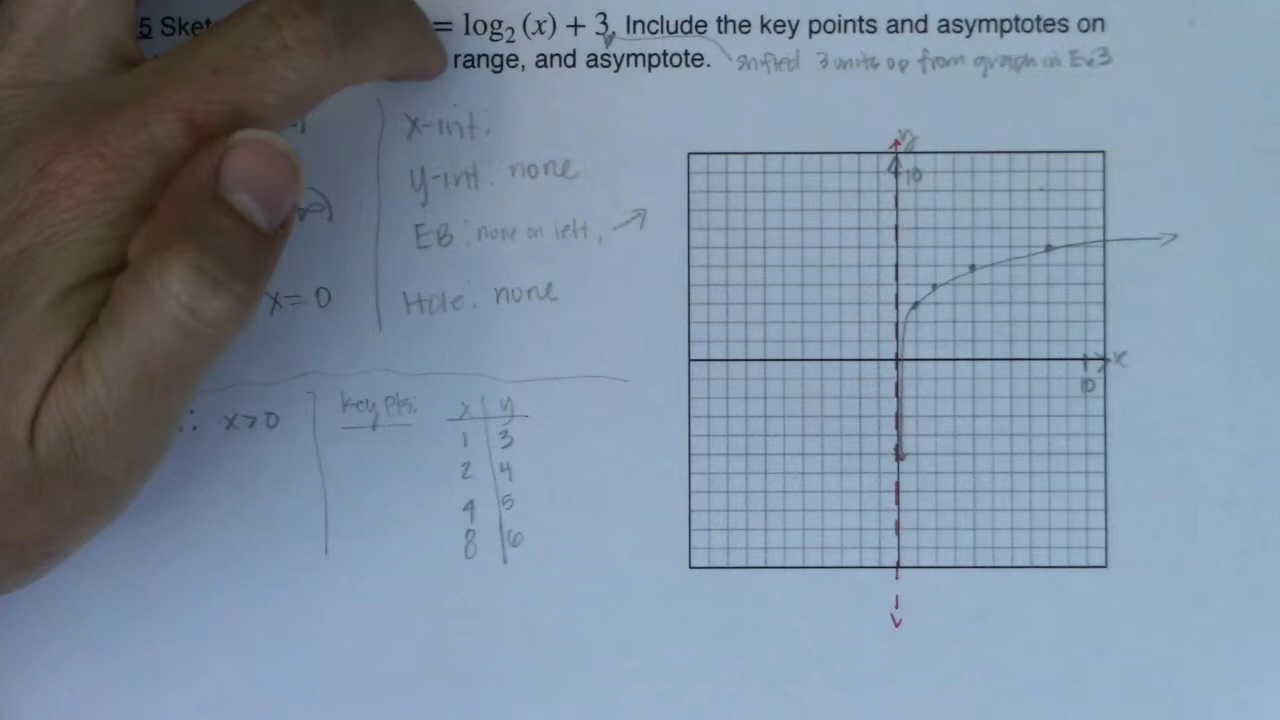 5 Sket = log₂ (x) + 3. Include the key points and asymptotes on
range, and asymptote. shifted 3 units up from graph in Ex3
x-int:
y-int: none
EB: none on left,
∞)
x = 0
Hole: none
y
10
x
10
∴ x>0
key pts:
x y
1 3
2 4
4 5
8 6